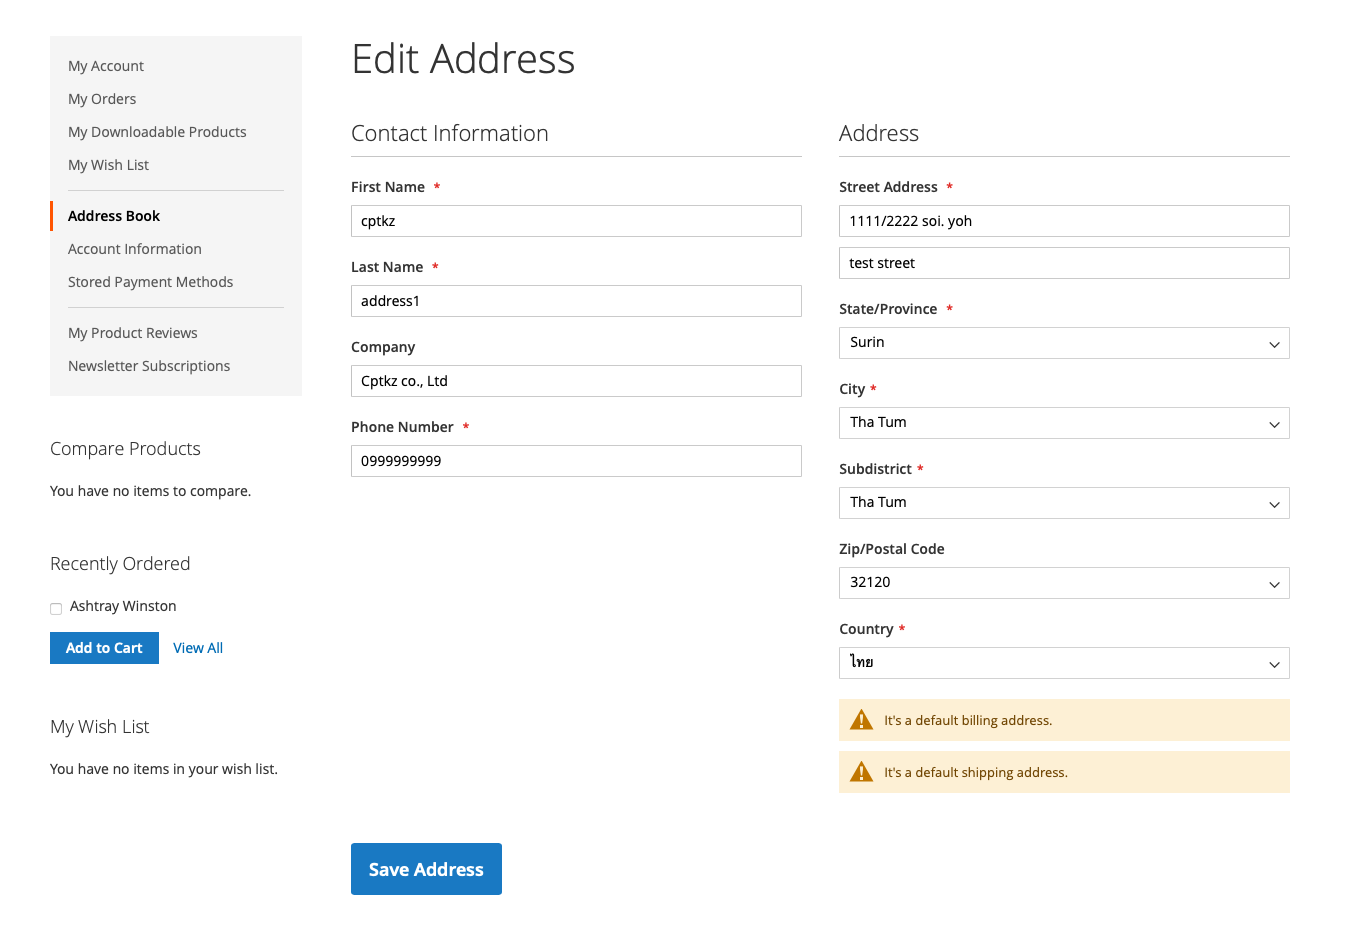 My Account
My Orders
My Downloadable Products
My Wish List
Address Book
Account Information
Stored Payment Methods
My Product Reviews
Newsletter Subscriptions
Compare Products
You have no items to compare.
Recently Ordered
Ashtray Winston
Add to Cart View All
My Wish List
You have no items in your wish list.
Edit Address
Contact Information
First Name *
cptkz
Last Name *
address1
Company
Cptkz co., Ltd
Phone Number *
0999999999
Address
Street Address *
1111/2222 soi. yoh
test street
State/Province *
Surin
City *
Tha Tum
Subdistrict *
Tha Tum
Zip/Postal Code
32120
Country *
ไทย
It's a default billing address.
It's a default shipping address.
Save Address